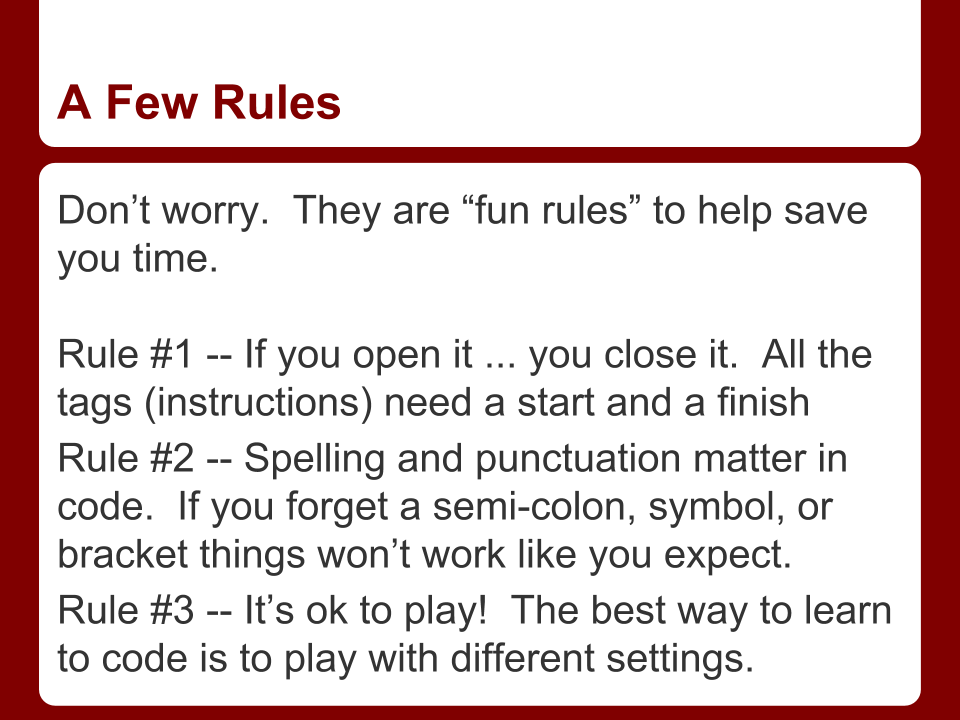 A Few Rules
Don’t worry.  They are “fun rules” to help save
you time.
Rule #1 -- If you open it ... you close it.  All the
tags (instructions) need a start and a finish
Rule #2 -- Spelling and punctuation matter in
code.  If you forget a semi-colon, symbol, or
bracket things won’t work like you expect.
Rule #3 -- It’s ok to play!  The best way to learn
to code is to play with different settings.